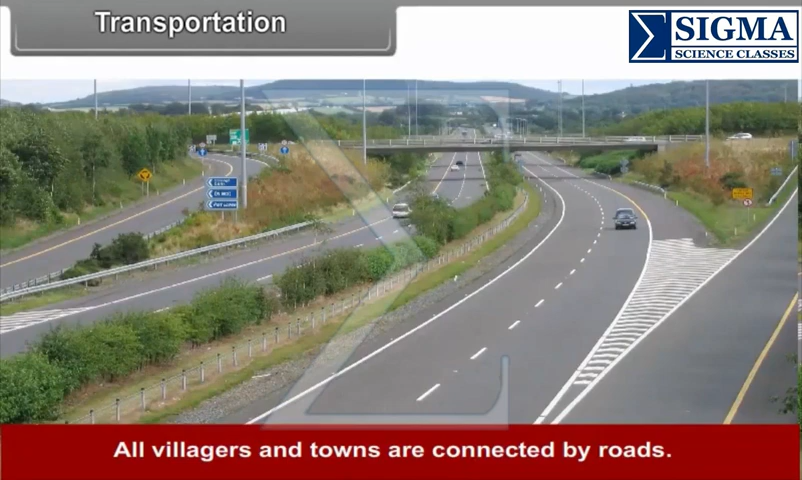 Transportation
SIGMA
SCIENCE CLASSES
All villagers and towns are connected by roads.